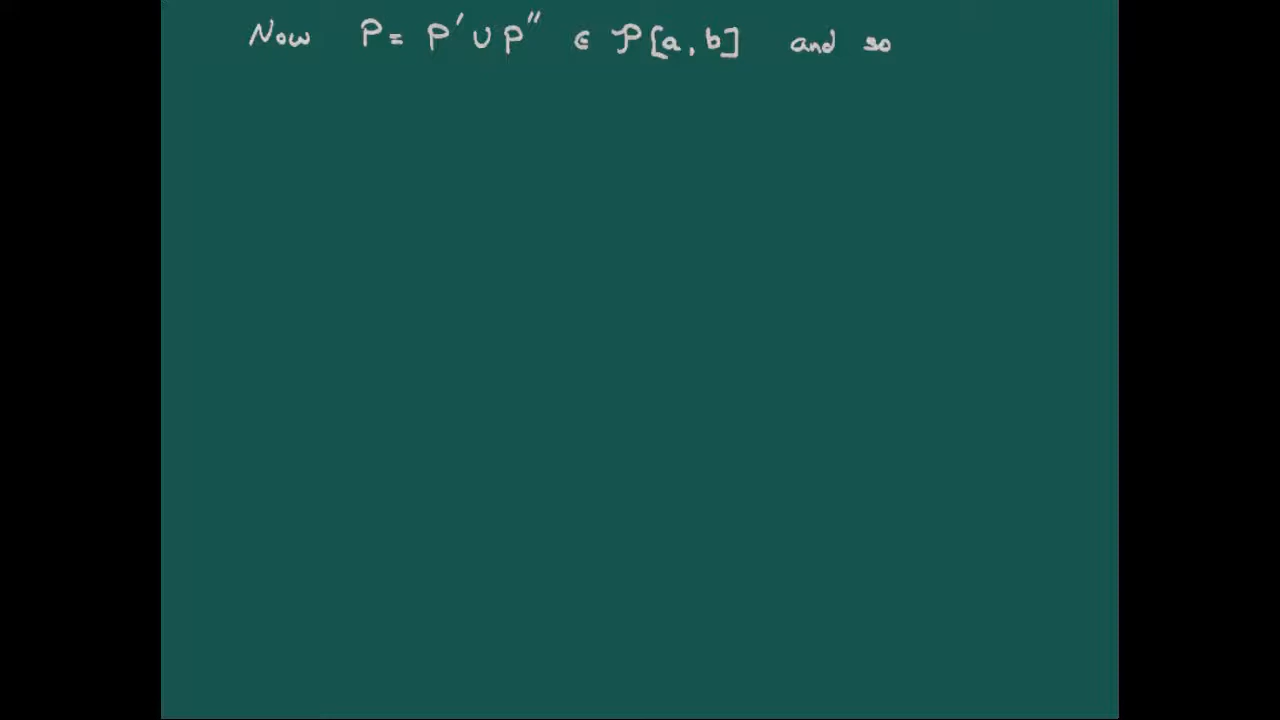 Now P = P′ ∪ P″ ∈ 𝒫[a, b] and so